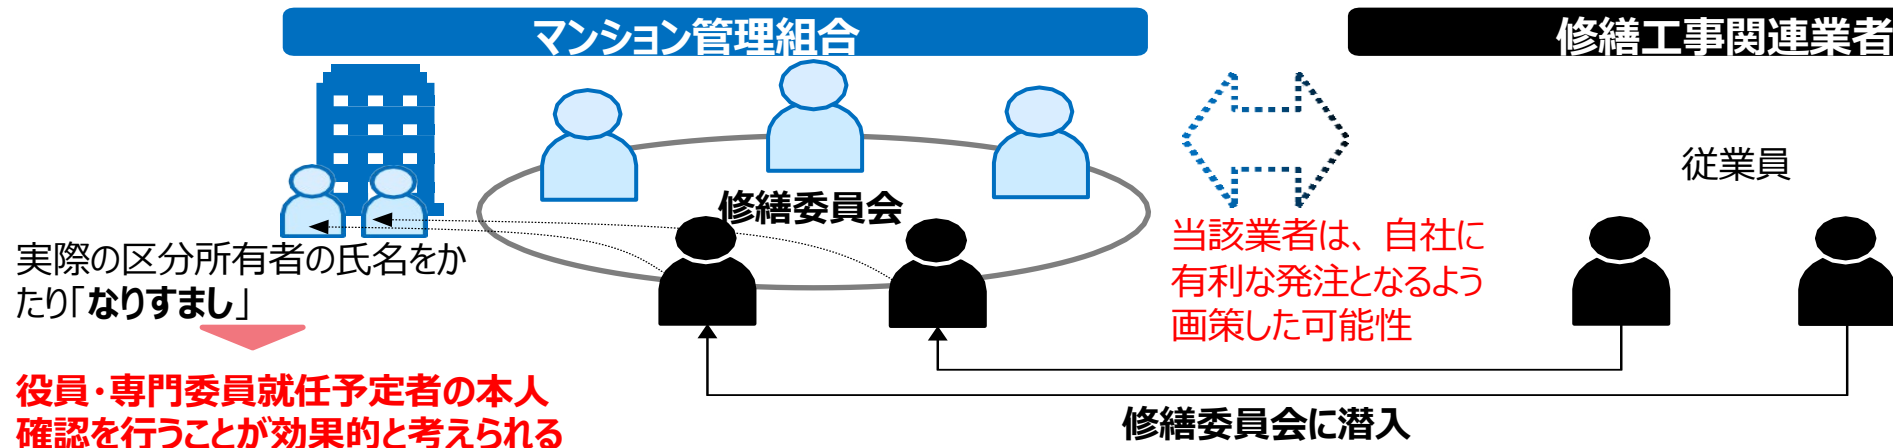 マンション管理組合
修繕工事関連業者
従業員
修繕委員会
当該業者は、自社に
有利な発注となるよう
画策した可能性
実際の区分所有者の氏名をか
たり「なりすまし」
役員・専門委員就任予定者の本人
確認を行うことが効果的と考えられる
修繕委員会に潜入